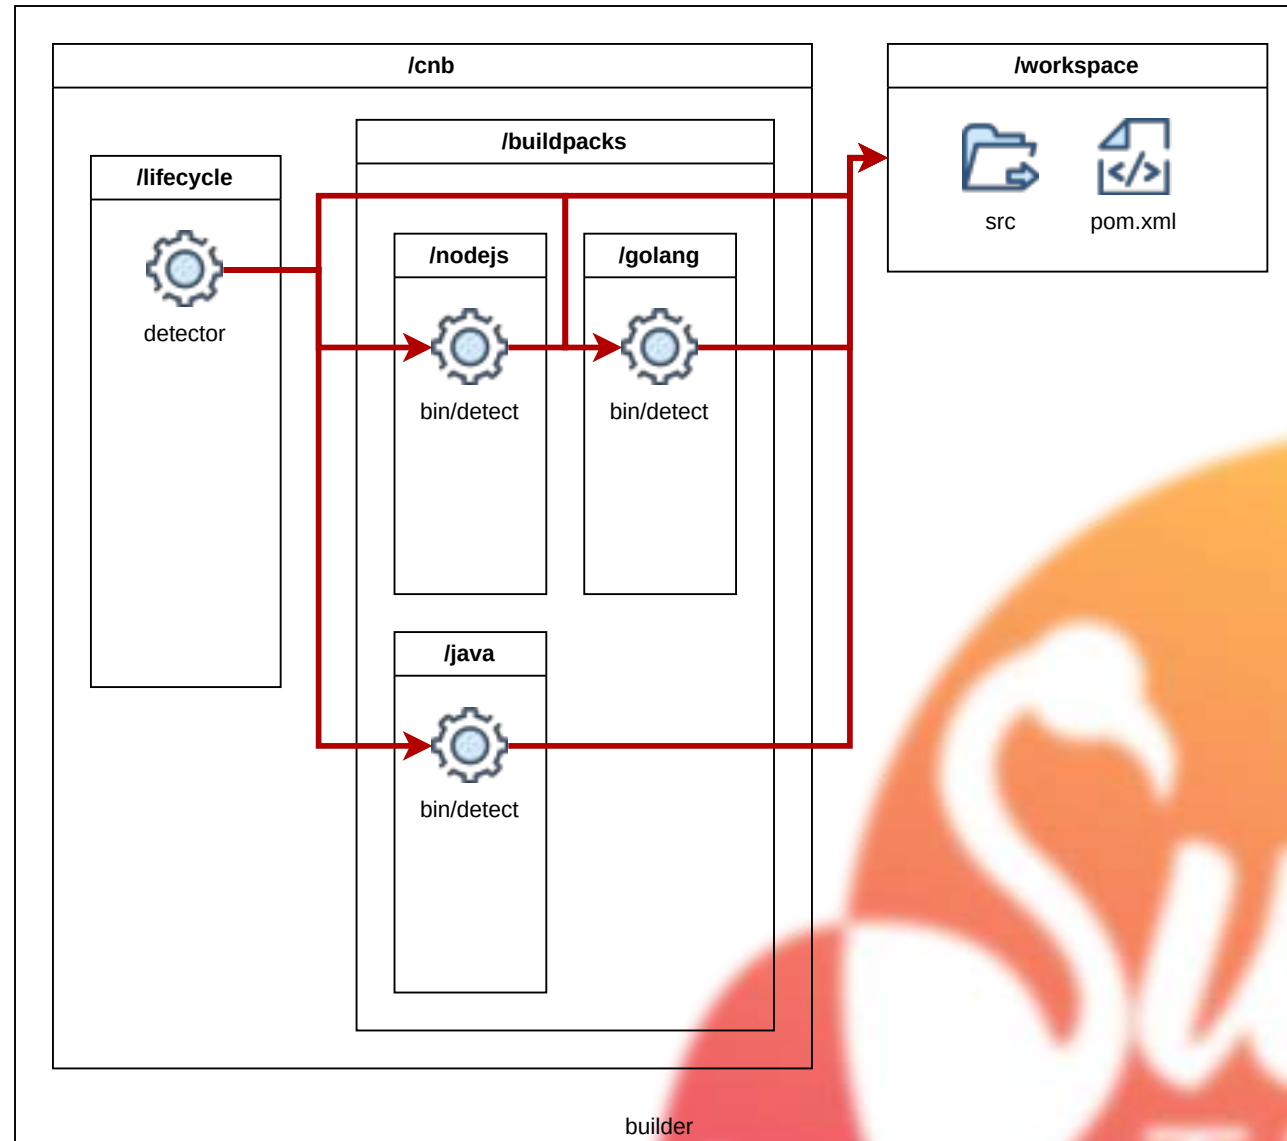 /cnb
/workspace
/buildpacks
/lifecycle
src
pom.xml
/nodejs
/golang
detector
bin/detect
bin/detect
/java
bin/detect
builder